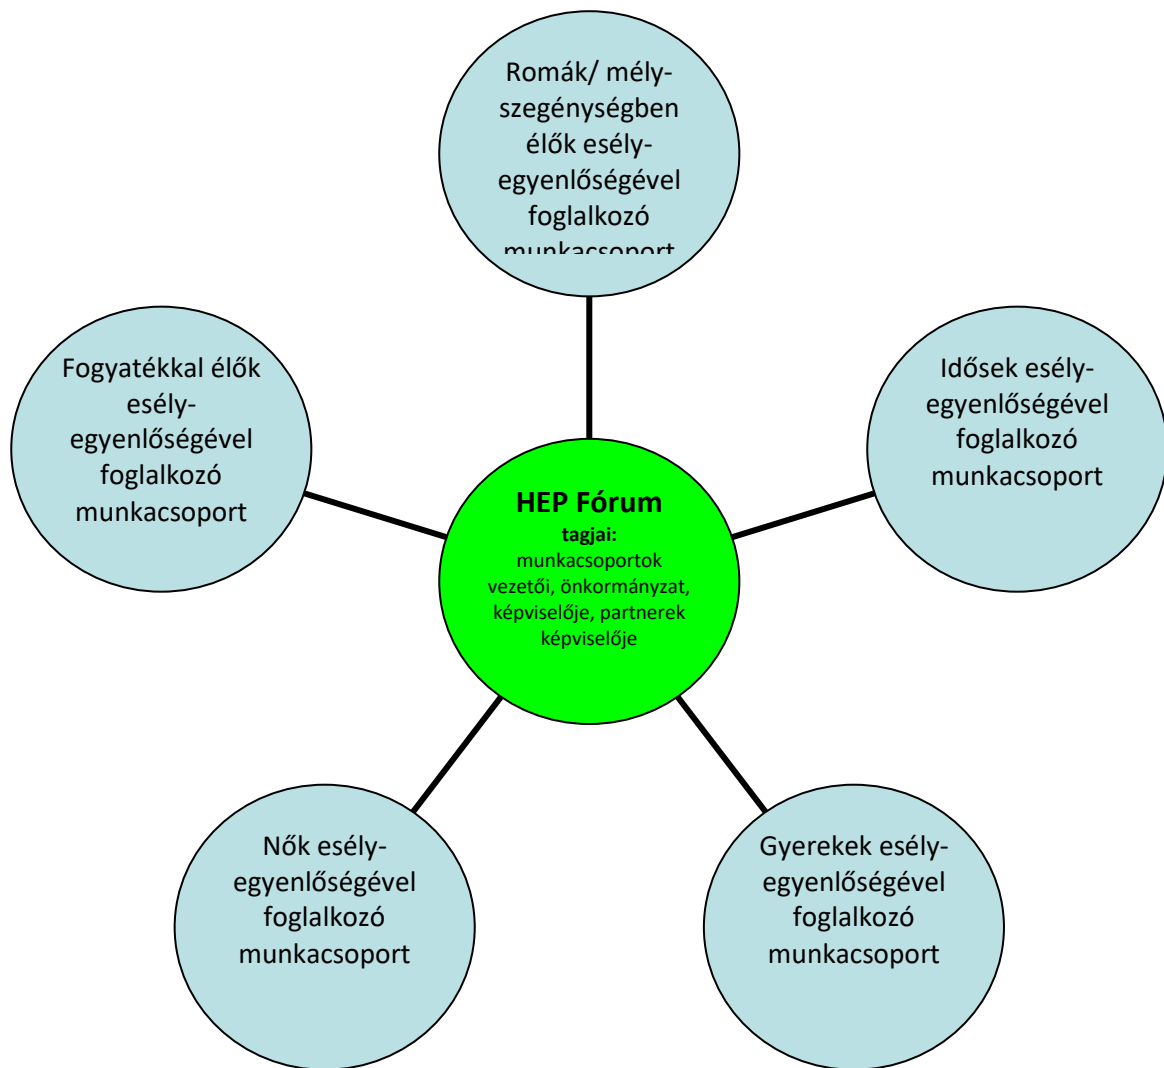 Romák/ mély-
szegénységben
élők esély-
egyenlőségével
foglalkozó
munkacsoport
Fogyatékkal élők
esély-
egyenlőségével
foglalkozó
munkacsoport
Idősek esély-
egyenlőségével
foglalkozó
munkacsoport
HEP Fórum
tagjai:
munkacsoportok
vezetői, önkormányzat,
képviselője, partnerek
képviselője
Nők esély-
egyenlőségével
foglalkozó
munkacsoport
Gyerekek esély-
egyenlőségével
foglalkozó
munkacsoport